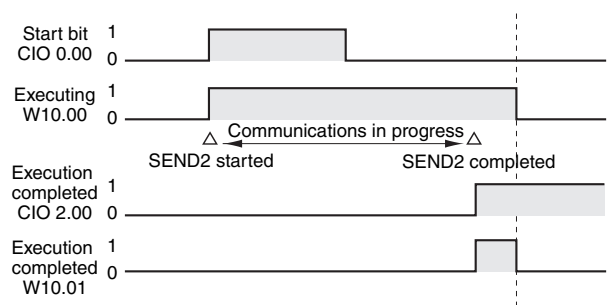 Start bit 1
CIO 0.00 0
Executing 1
W10.00 0
Communications in progress
SEND2 started SEND2 completed
Execution
completed 1
CIO 2.00 0
Execution 1
completed 0
W10.01